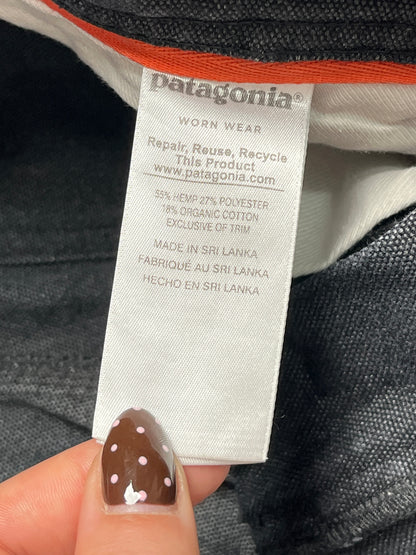 patagonia®
WORN WEAR
Repair, Reuse, Recycle
This Product
www.patagonia.com
55% HEMP 27% POLYESTER
18% ORGANIC COTTON
EXCLUSIVE OF TRIM
MADE IN SRI LANKA
FABRIQUÉ AU SRI LANKA
HECHO EN SRI LANKA